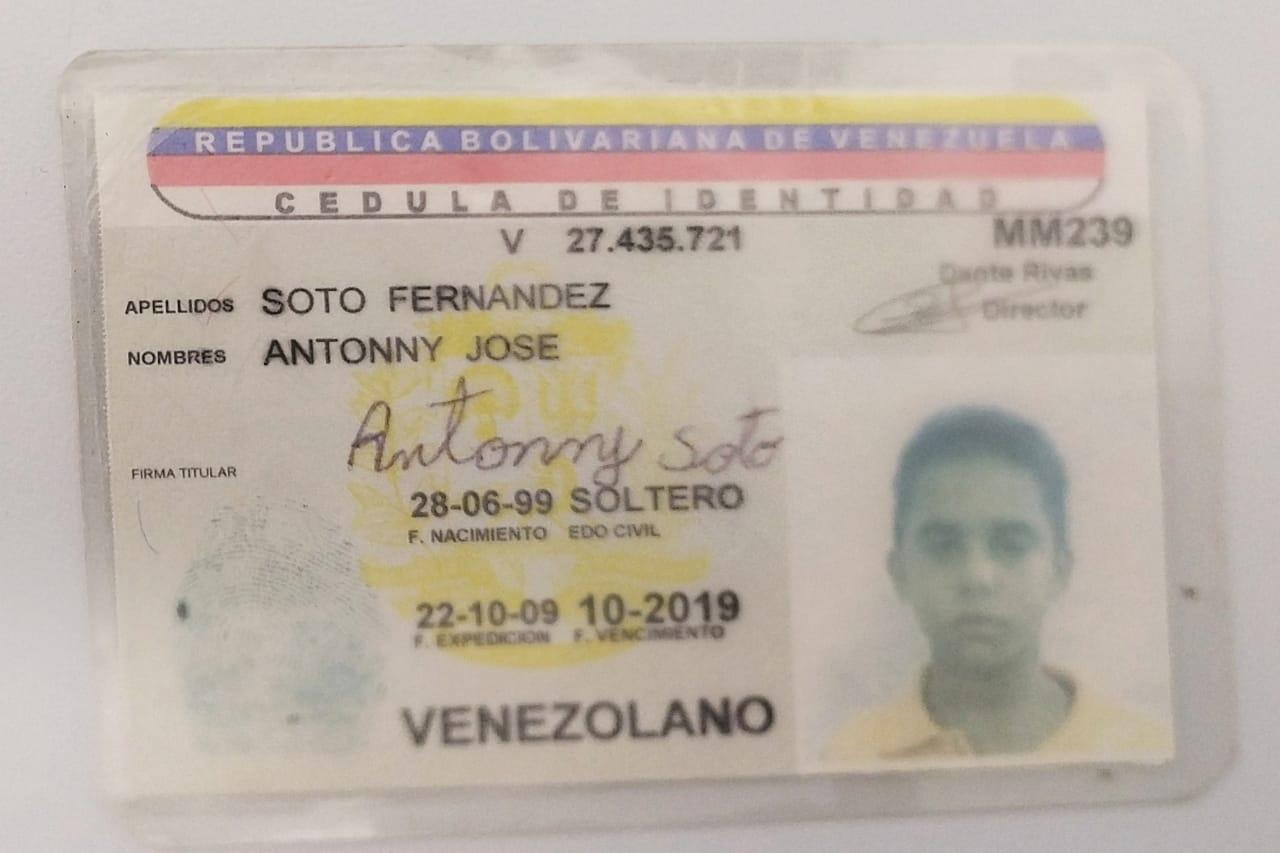 REPUBLICA BOLIVARIANA DE VENEZUELA
CEDULA DE IDENTIDAD
V 27.435.721
MM239
Dante Rivas
Director
APELLIDOS SOTO FERNANDEZ
NOMBRES ANTONNY JOSE
Antonny Soto
FIRMA TITULAR
28-06-99 SOLTERO
F. NACIMIENTO EDO CIVIL
22-10-09 10-2019
F. EXPEDICION F. VENCIMIENTO
VENEZOLANO